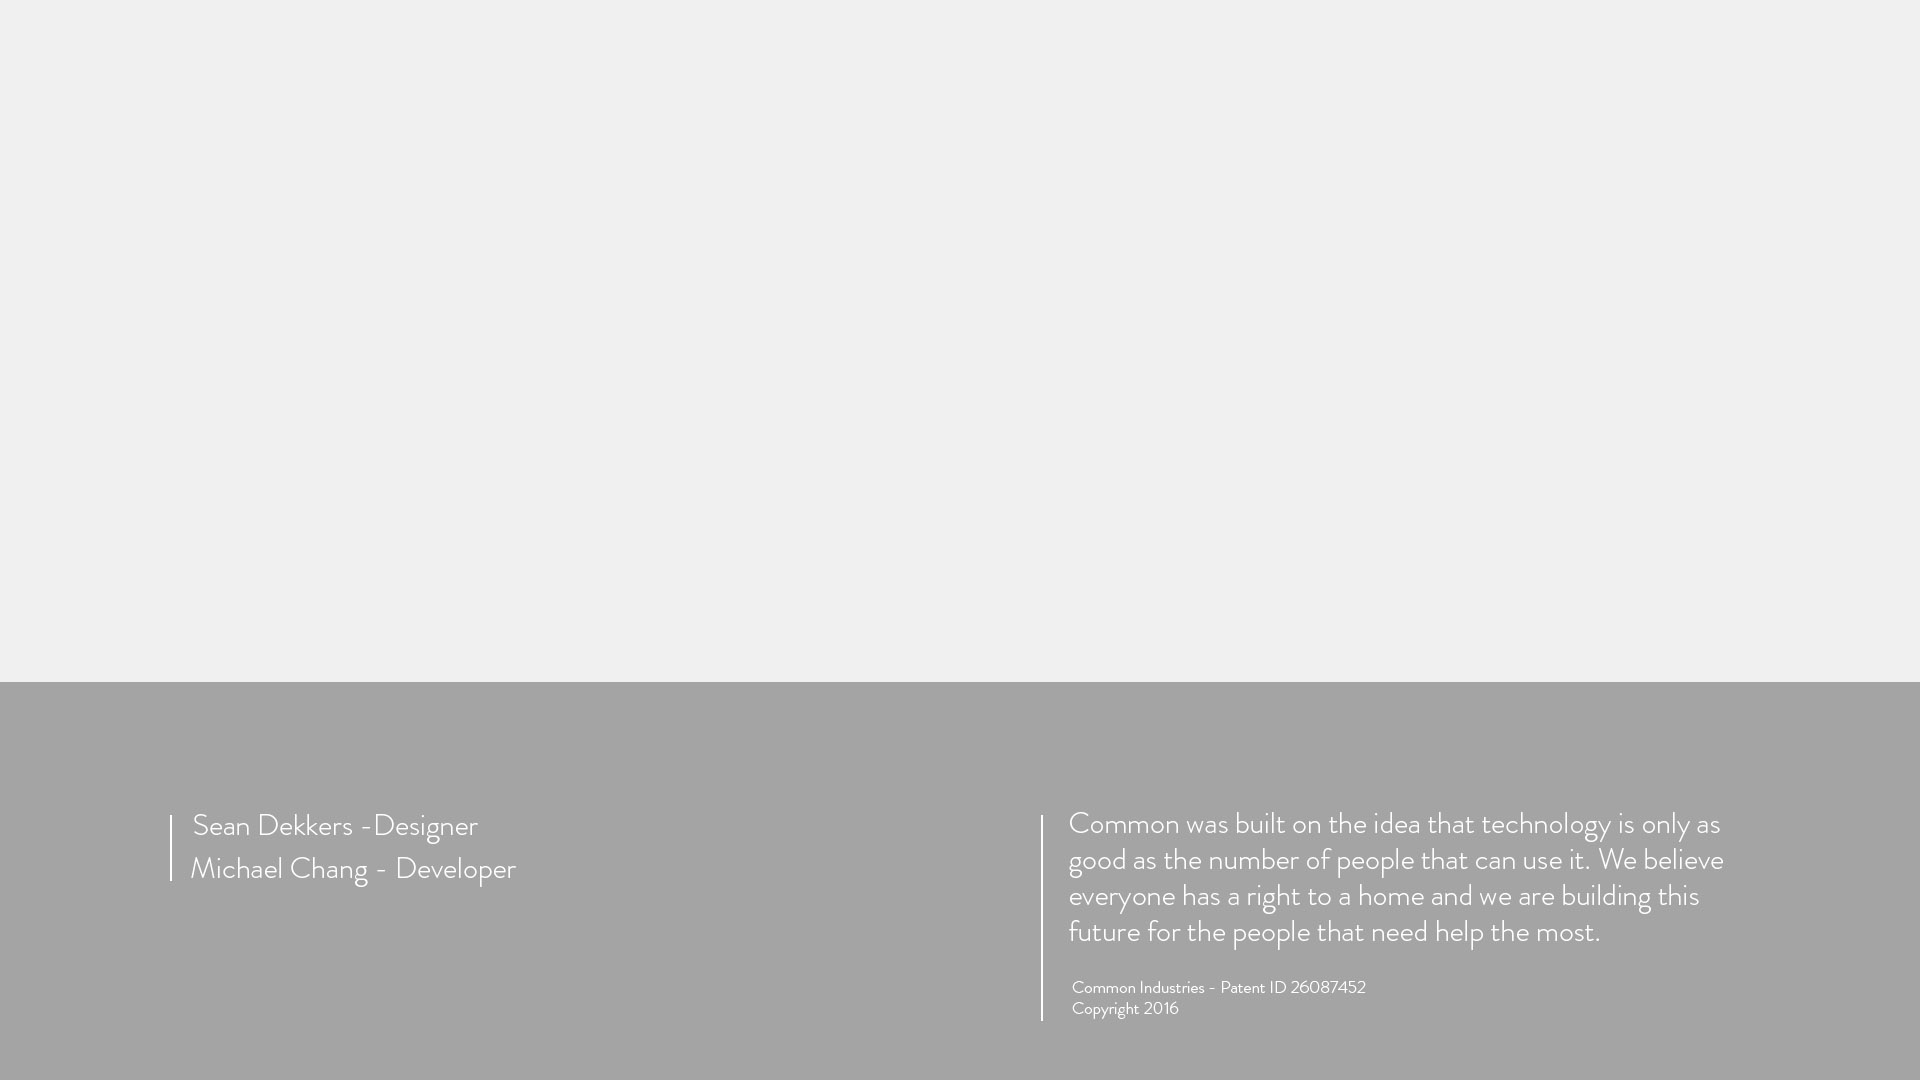 Sean Dekkers -Designer
Michael Chang - Developer
Common was built on the idea that technology is only as
good as the number of people that can use it. We believe
everyone has a right to a home and we are building this
future for the people that need help the most.
Common Industries - Patent ID 26087452
Copyright 2016